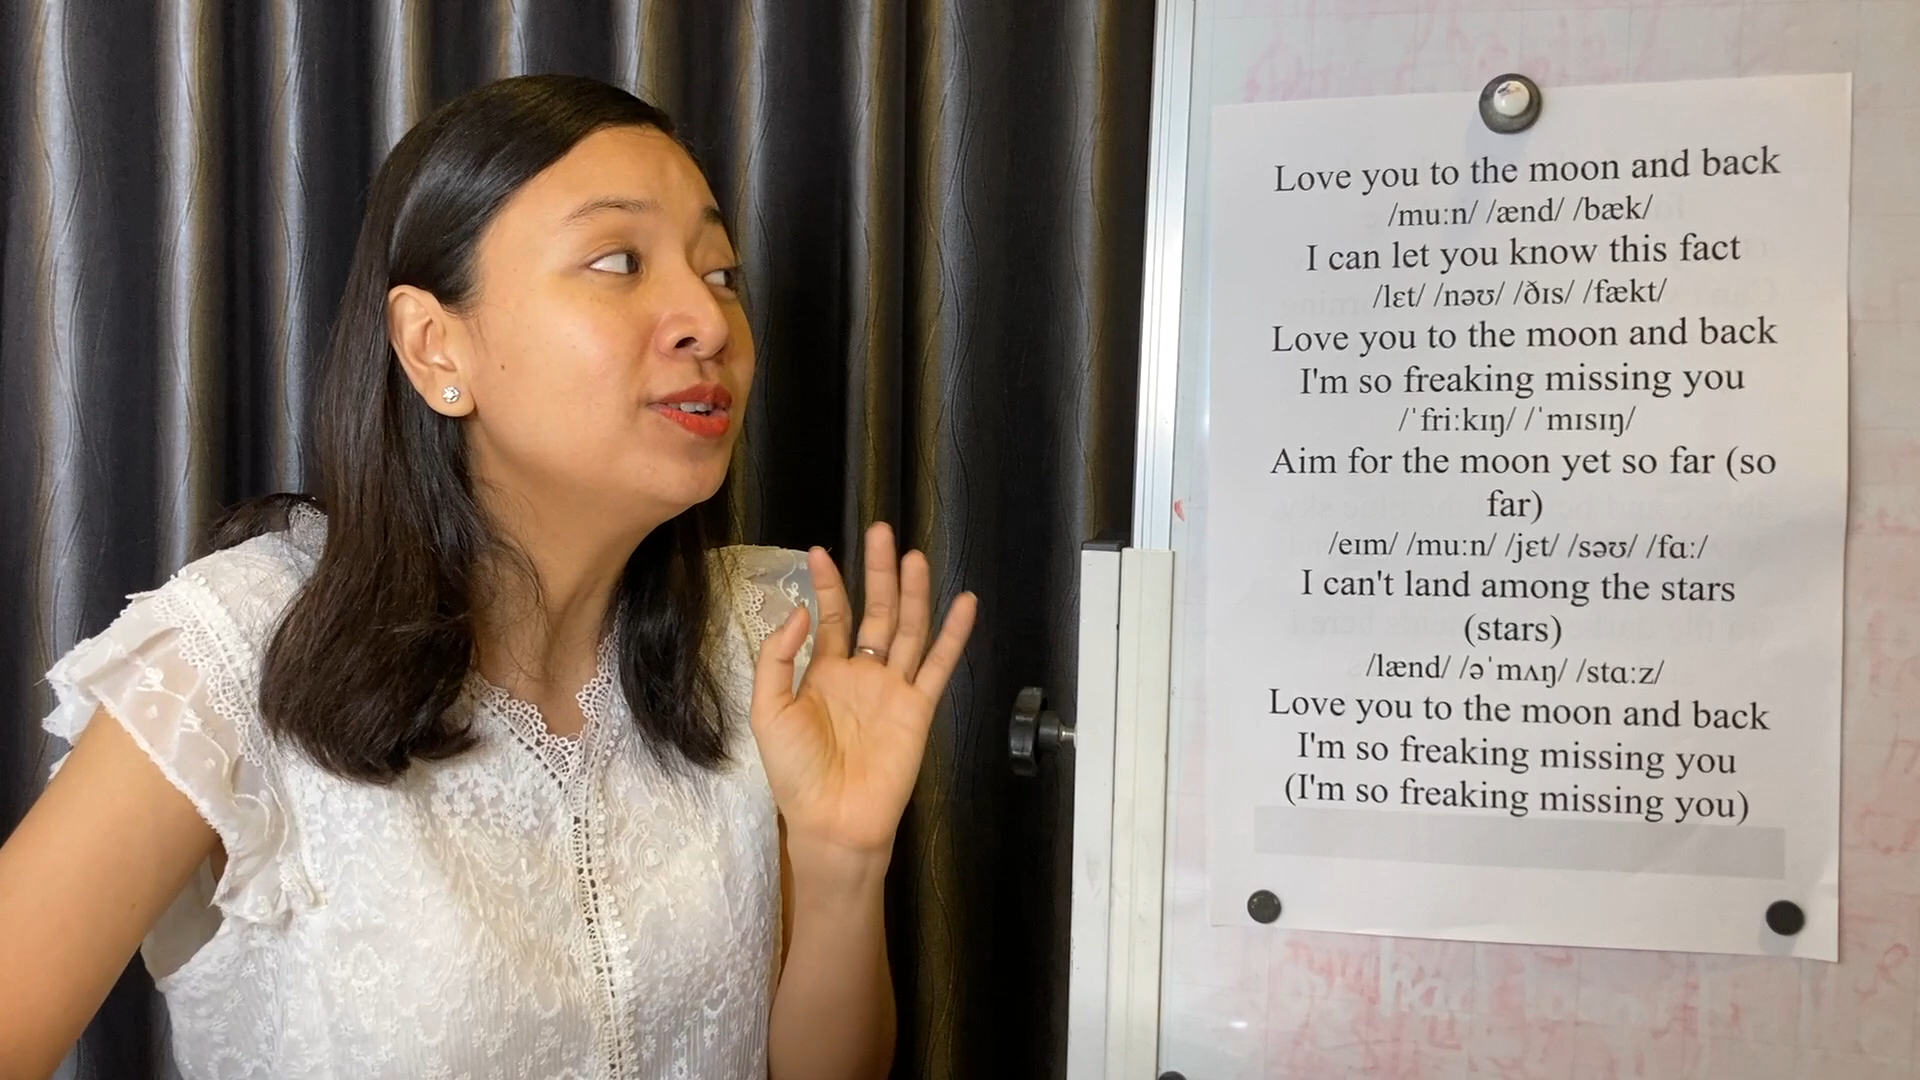 Love you to the moon and back
/muːn/ /ænd/ /bæk/
I can let you know this fact
/lɛt/ /nəʊ/ /ðɪs/ /fækt/
Love you to the moon and back
I'm so freaking missing you
/ˈfriːkɪŋ/ /ˈmɪsɪŋ/
Aim for the moon yet so far (so
far)
/eɪm/ /muːn/ /jɛt/ /səʊ/ /fɑː/
I can't land among the stars
(stars)
/lænd/ /əˈmʌŋ/ /stɑːz/
Love you to the moon and back
I'm so freaking missing you
(I'm so freaking missing you)